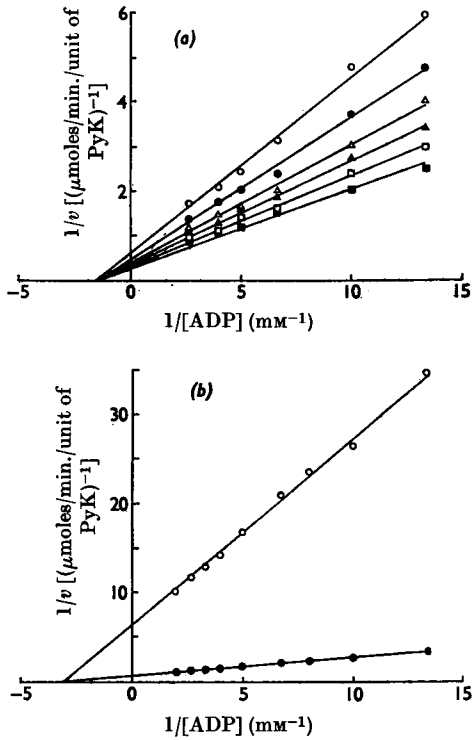 (a)
6
4
2
1/v [(μmoles/min./unit of
PyK)⁻¹]
−5
0
5
10
15
1/[ADP] (mM⁻¹)
(b)
30
20
10
1/v [(μmoles/min./unit of
PyK)⁻¹]
−5
0
5
10
15
1/[ADP] (mM⁻¹)